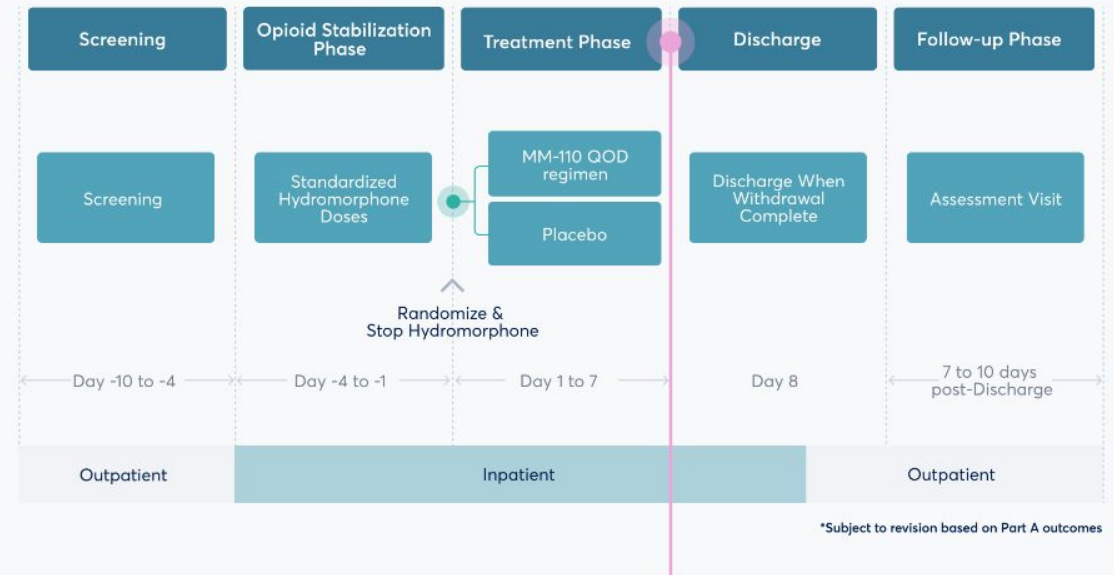 Screening
Opioid Stabilization
Phase
Treatment Phase
Discharge
Follow-up Phase
Screening
Standardized
Hydromorphone
Doses
MM-110 QOD
regimen
Placebo
Discharge When
Withdrawal
Complete
Assessment Visit
Randomize &
Stop Hydromorphone
Day -10 to -4
Day -4 to -1
Day 1 to 7
Day 8
7 to 10 days
post-Discharge
Outpatient
Inpatient
Outpatient
*Subject to revision based on Part A outcomes